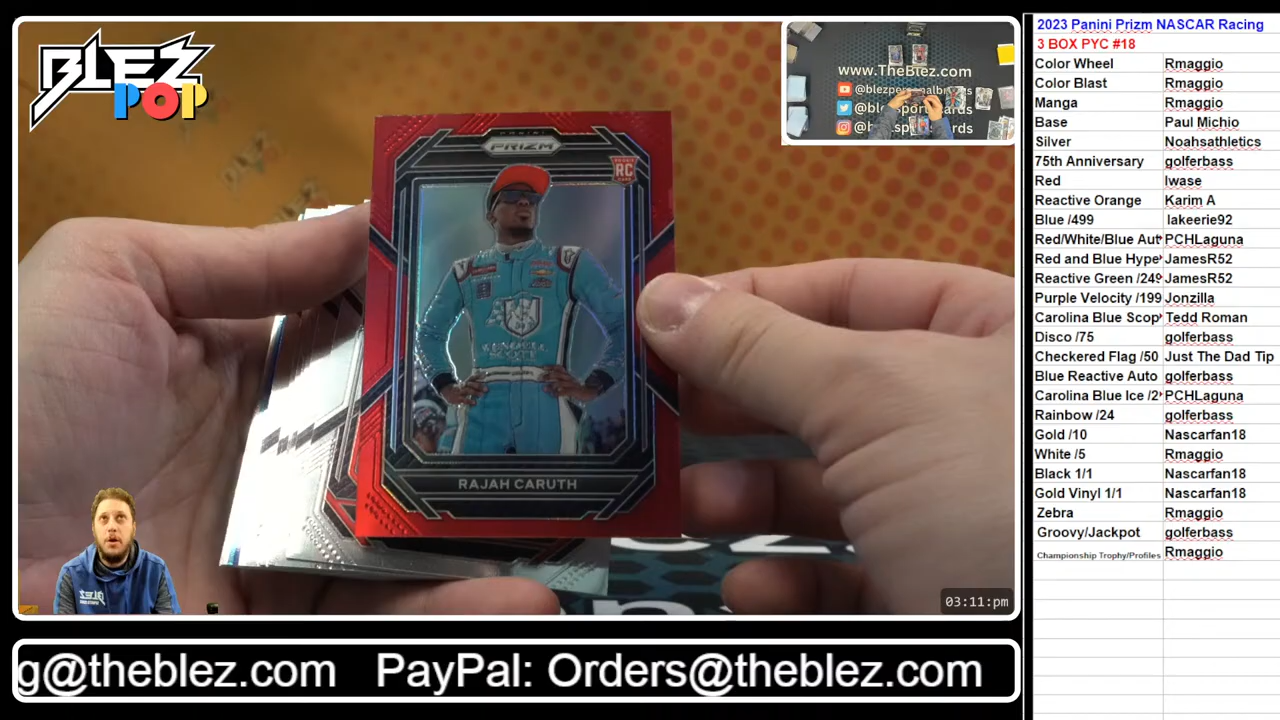 BLEZ
POP
www.TheBlez.com
PANINI
PRIZM
RC
RAJAH CARUTH
03:11:pm
g@theblez.com PayPal: Orders@theblez.com
2023 Panini Prizm NASCAR Racing
3 BOX PYC #18
Color Wheel Rmaggio
Color Blast Rmaggio
Manga Rmaggio
Base Paul Michio
Silver Noahsathletics
75th Anniversary golferbass
Red Iwase
Reactive Orange Karim A
Blue /499 lakeerie92
Red/White/Blue Aut PCHLaguna
Red and Blue Hype JamesR52
Reactive Green /249 JamesR52
Purple Velocity /199 Jonzilla
Carolina Blue Scop Tedd Roman
Disco /75 golferbass
Checkered Flag /50 Just The Dad Tip
Blue Reactive Auto golferbass
Carolina Blue Ice /2 PCHLaguna
Rainbow /24 golferbass
Gold /10 Nascarfan18
White /5 Rmaggio
Black 1/1 Nascarfan18
Gold Vinyl 1/1 Nascarfan18
Zebra Rmaggio
Groovy/Jackpot golferbass
Championship Trophy/Profiles Rmaggio